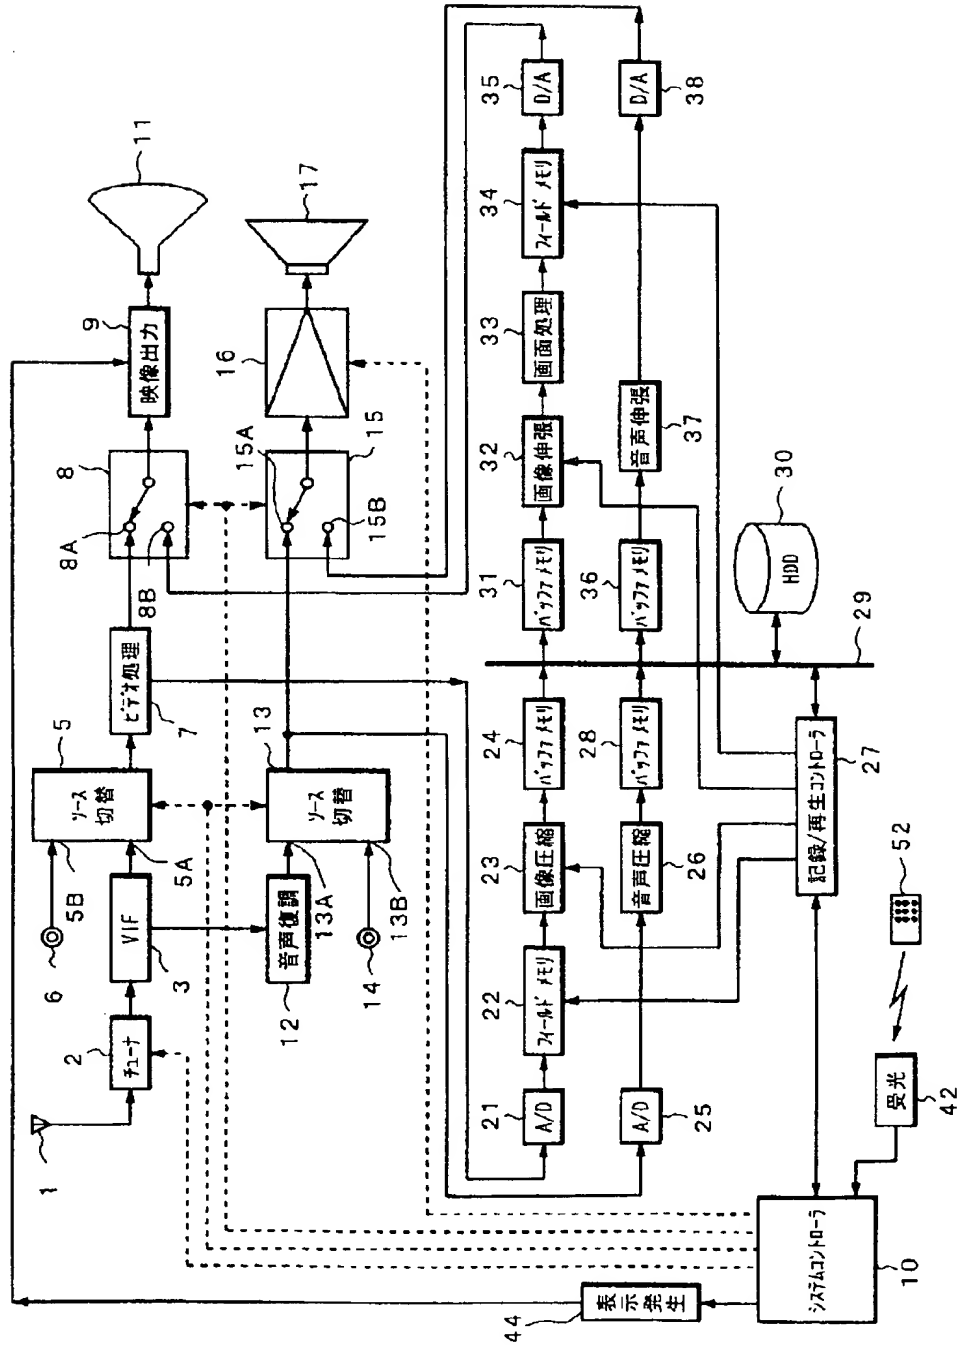 1
2
チューナ
3
VIF
5
ソース
切替
5A
5B
6
7
ビデオ処理
8
8A
8B
9
映像出力
11
12
音声復調
13
ソース
切替
13A
13B
14
15
15A
15B
16
17
21
A/D
22
フィールド メモリ
23
画像圧縮
24
バッファ メモリ
31
バッファ メモリ
32
画像伸張
33
画面処理
34
フィールド メモリ
35
D/A
25
A/D
26
音声圧縮
28
バッファ メモリ
36
バッファ メモリ
37
音声伸張
38
D/A
29
30
HDD
27
記録/再生コントローラ
52
42
受光
10
システムコントローラ
44
表示発生